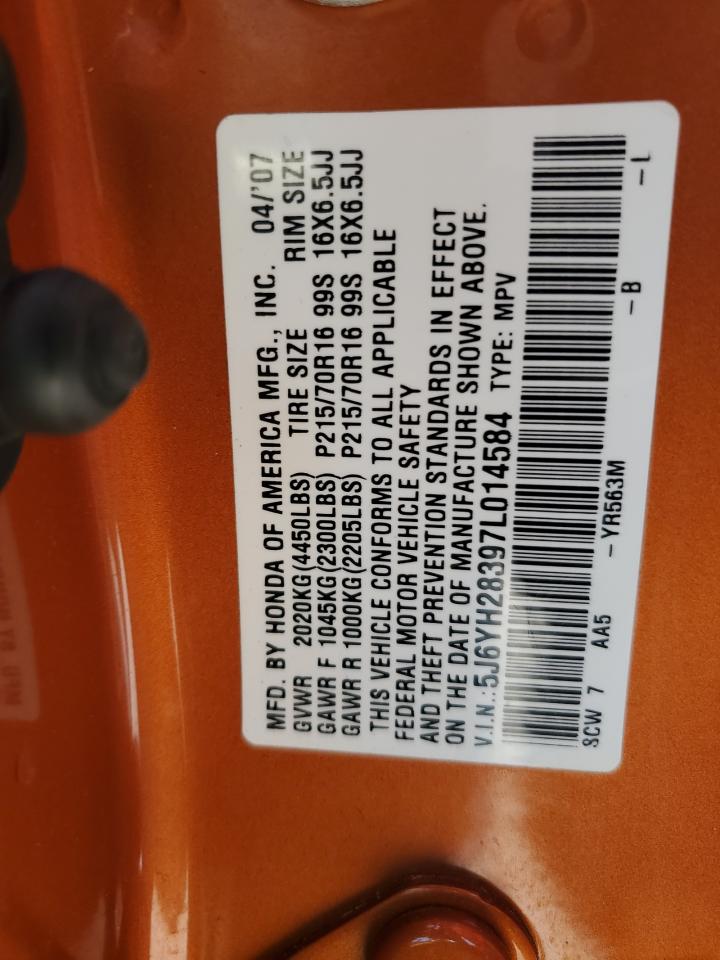 MFD. BY HONDA OF AMERICA MFG., INC. 04/'07
GVWR 2020KG(4450LBS) TIRE SIZE RIM SIZE
GAWR F 1045KG(2300LBS) P215/70R16 99S 16X6.5JJ
GAWR R 1000KG(2205LBS) P215/70R16 99S 16X6.5JJ
THIS VEHICLE CONFORMS TO ALL APPLICABLE
FEDERAL MOTOR VEHICLE SAFETY
AND THEFT PREVENTION STANDARDS IN EFFECT
ON THE DATE OF MANUFACTURE SHOWN ABOVE.
V.I.N.:5J6YH28397L014584 TYPE: MPV
SCW 7 AA5 - YR563M -B -L